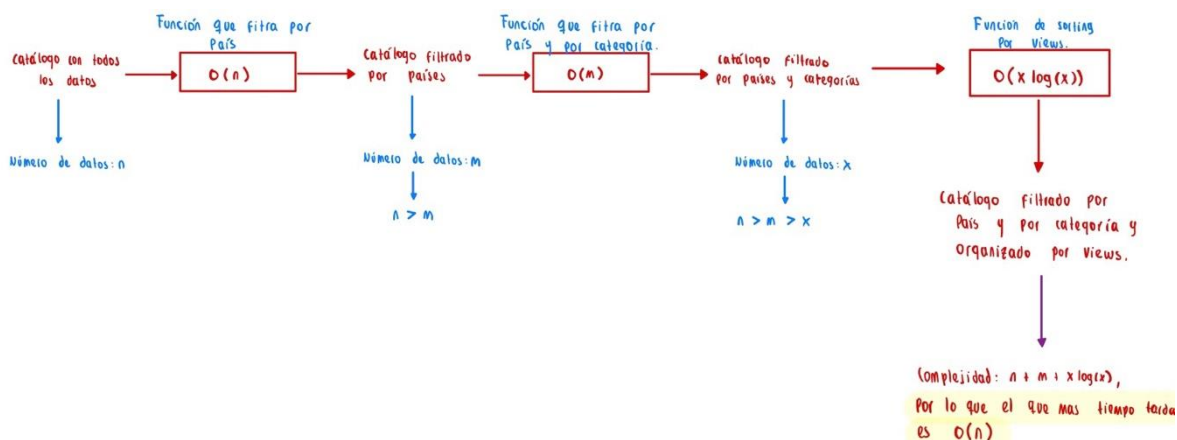 Función que fitra por
País
Catálogo con todos
los datos
O(n)
Número de datos: n
Catálogo filtrado
por países
Número de datos: m
n > m
Función que fitra por
País y por categoría.
O(m)
catálogo filtrado
por países y categorías
Número de datos: x
n > m > x
Función de sorting
Por views.
O(x log(x))
Catálogo filtrado por
País y por categoría y
organizado por views.
Complejidad: n + m + x log(x),
Por lo que el que mas tiempo tarda
es O(n)